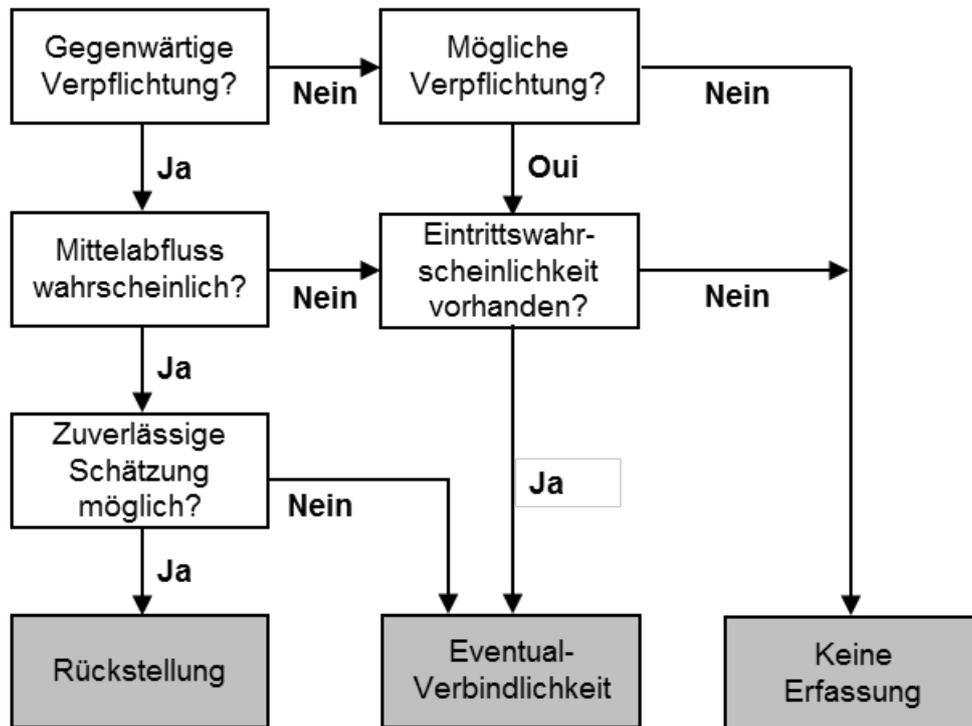 Gegenwärtige
Verpflichtung?
Nein
Mögliche
Verpflichtung?
Nein
Ja
Oui
Mittelabfluss
wahrscheinlich?
Nein
Eintrittswahr-
scheinlichkeit
vorhanden?
Nein
Ja
Zuverlässige
Schätzung
möglich?
Nein
Ja
Ja
Rückstellung
Eventual-
Verbindlichkeit
Keine
Erfassung